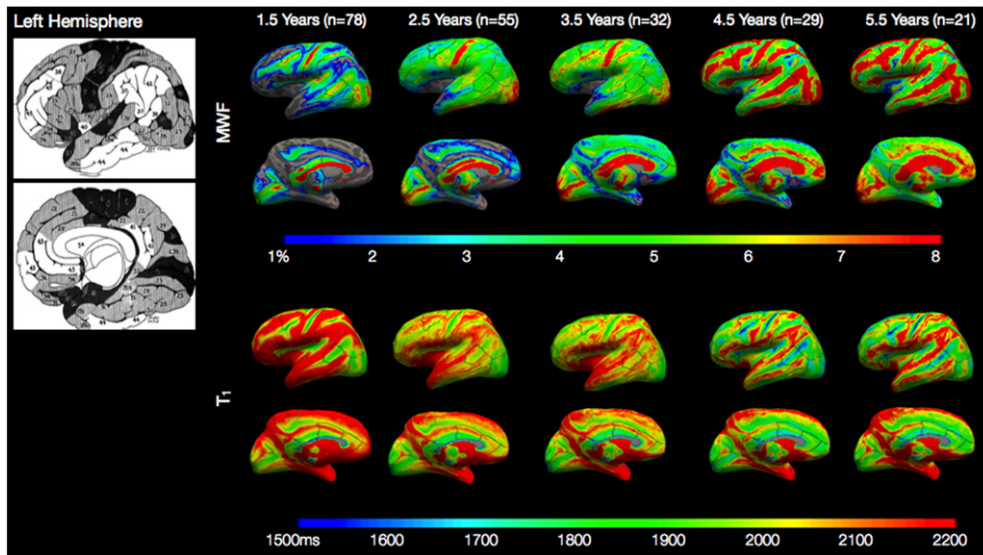 Left Hemisphere
1.5 Years (n=78) 2.5 Years (n=55) 3.5 Years (n=32) 4.5 Years (n=29) 5.5 Years (n=21)
MWF
1% 2 3 4 5 6 7 8
T₁
1500ms 1600 1700 1800 1900 2000 2100 2200